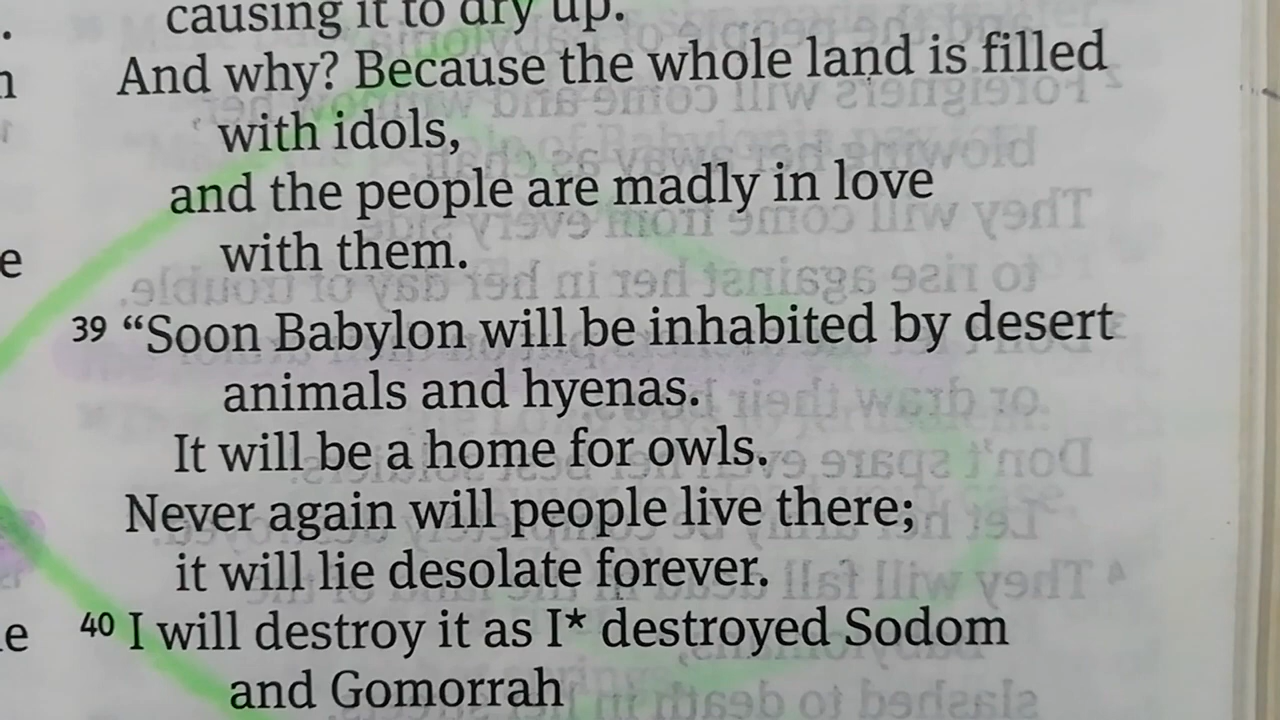 causing it to dry up.
And why? Because the whole land is filled
with idols,
and the people are madly in love
with them.
39 “Soon Babylon will be inhabited by desert
animals and hyenas.
It will be a home for owls.
Never again will people live there;
it will lie desolate forever.
40 I will destroy it as I* destroyed Sodom
and Gomorrah